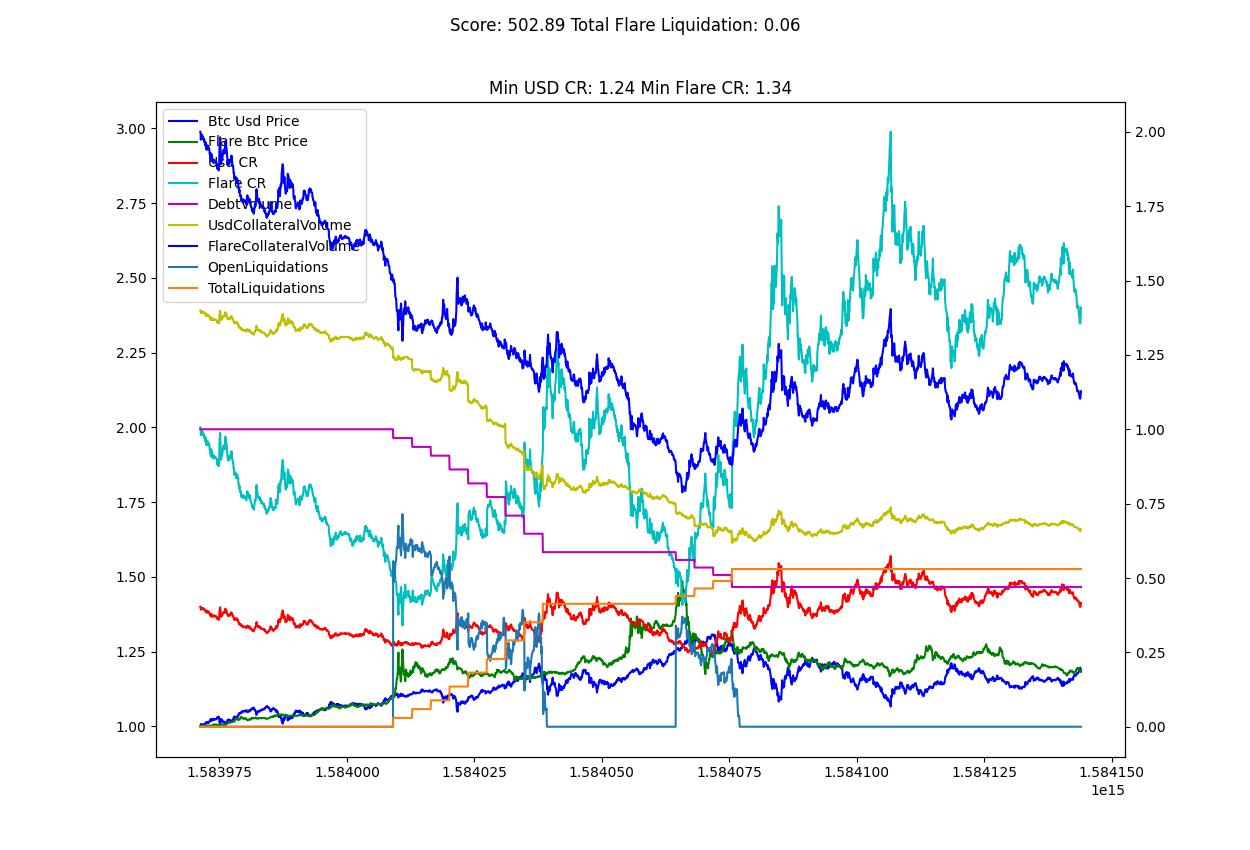 Score: 502.89 Total Flare Liquidation: 0.06
Min USD CR: 1.24 Min Flare CR: 1.34
Btc Usd Price
Flare Btc Price
Usd CR
Flare CR
DebtVolume
UsdCollateralVolume
FlareCollateralVolume
OpenLiquidations
TotalLiquidations
3.00
2.75
2.50
2.25
2.00
1.75
1.50
1.25
1.00
2.00
1.75
1.50
1.25
1.00
0.75
0.50
0.25
0.00
1.583975 1.584000 1.584025 1.584050 1.584075 1.584100 1.584125 1.584150
1e15